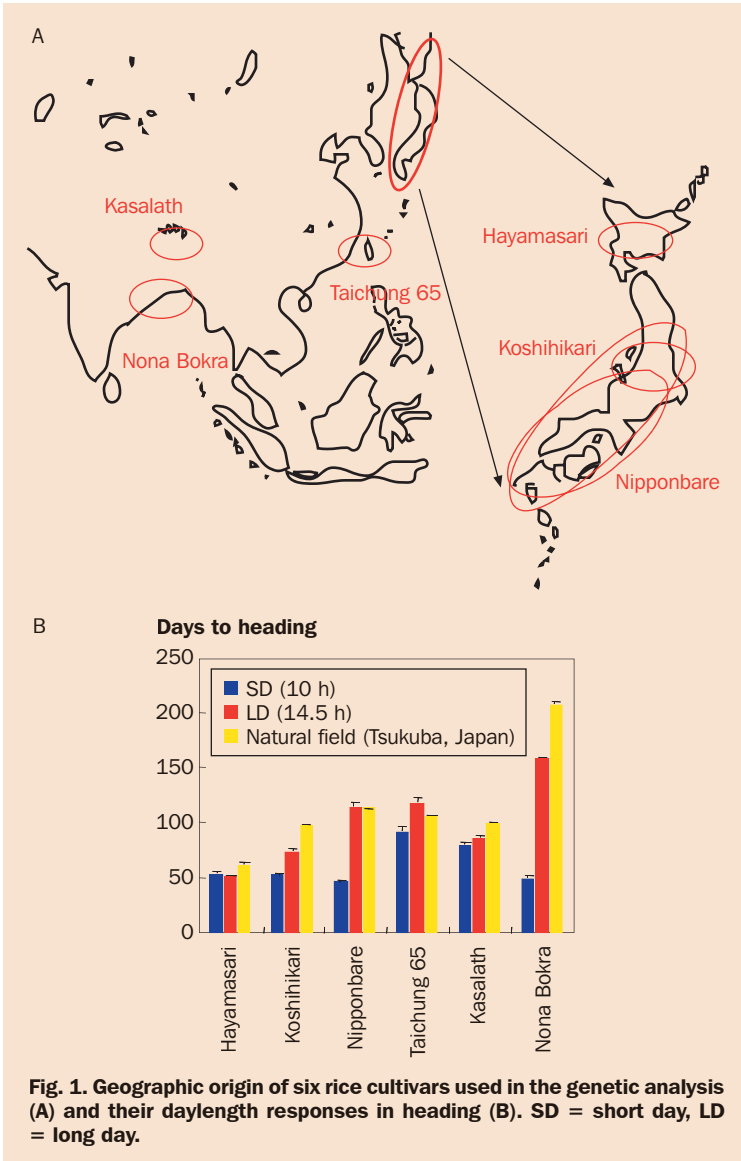 A
Kasalath
Taichung 65
Nona Bokra
Hayamasari
Koshihikari
Nipponbare
B
Days to heading
250
200
150
100
50
0
SD (10 h)
LD (14.5 h)
Natural field (Tsukuba, Japan)
Hayamasari
Koshihikari
Nipponbare
Taichung 65
Kasalath
Nona Bokra
Fig. 1. Geographic origin of six rice cultivars used in the genetic analysis
(A) and their daylength responses in heading (B). SD = short day, LD
= long day.